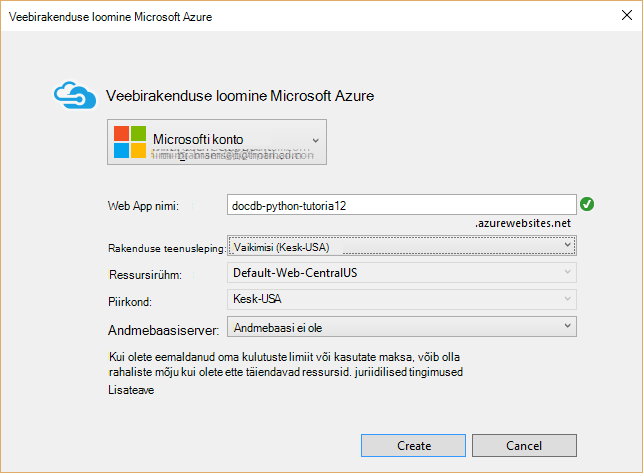 Veebirakenduse loomine Microsoft Azure
Veebirakenduse loomine Microsoft Azure
Microsofti konto
Web App nimi:
docdb-python-tutoria12
.azurewebsites.net
Rakenduse teenusleping:
Vaikimisi (Kesk-USA)
Ressursirühm:
Default-Web-CentralUS
Piirkond:
Kesk-USA
Andmebaasiserver:
Andmebaasi ei ole
Kui olete eemaldanud oma kulutuste limiit või kasutate maksa, võib olla
rahaliste mõju kui olete ette täiendavad ressursid. juriidilised tingimused
Lisateave
Create
Cancel